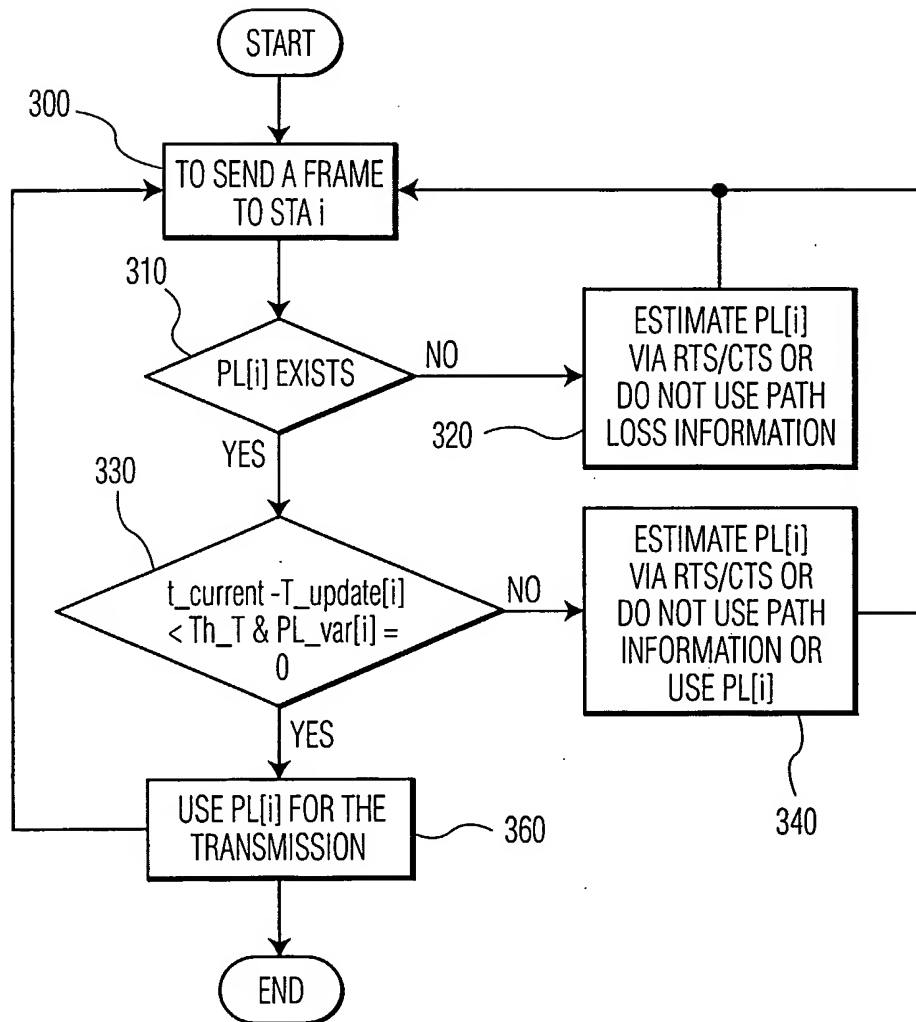 START
300
TO SEND A FRAME
TO STA i
310
PL[i] EXISTS
NO
ESTIMATE PL[i]
VIA RTS/CTS OR
DO NOT USE PATH
LOSS INFORMATION
320
YES
330
t_current -T_update[i]
< Th_T & PL_var[i] =
0
NO
ESTIMATE PL[i]
VIA RTS/CTS OR
DO NOT USE PATH
INFORMATION OR
USE PL[i]
340
YES
USE PL[i] FOR THE
TRANSMISSION
360
END